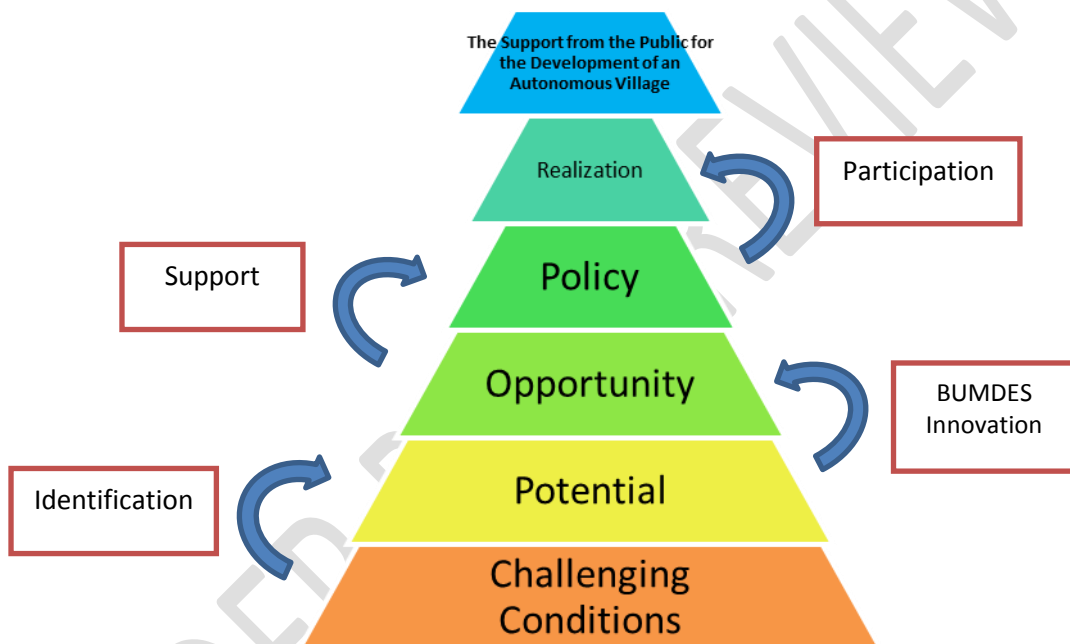 The Support from the Public for
the Development of an
Autonomous Village
Realization
Participation
Support
Policy
Opportunity
BUMDES
Innovation
Identification
Potential
Challenging
Conditions